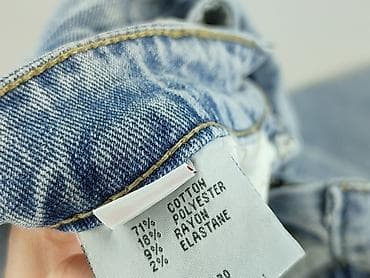 71% COTTON
18% POLYESTER
9% RAYON
2% ELASTANE